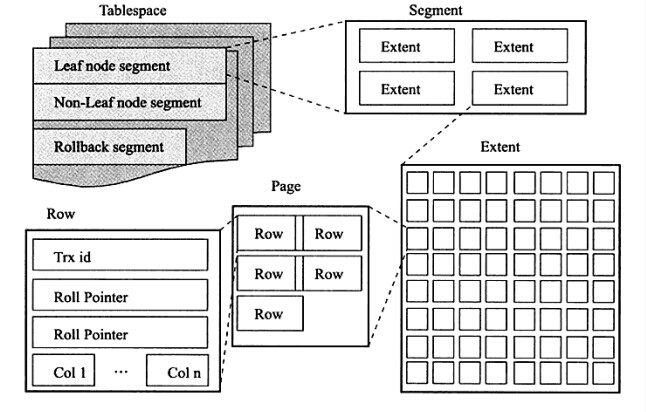 Tablespace
Leaf node segment
Non-Leaf node segment
Rollback segment
Segment
Extent Extent
Extent Extent
Extent
Page
Row Row
Row Row
Row
Row
Trx id
Roll Pointer
Roll Pointer
Col 1 ··· Col n